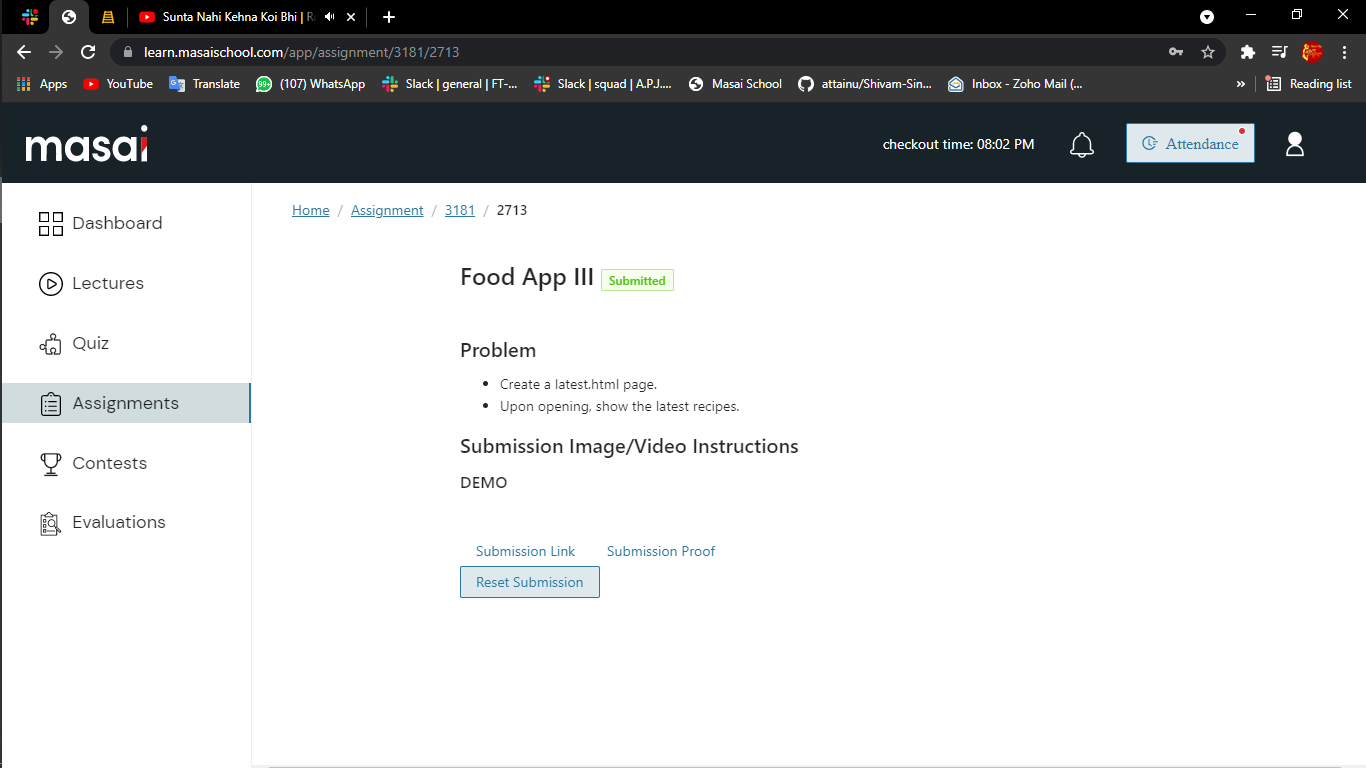 Sunta Nahi Kehna Koi Bhi | R
learn.masaischool.com/app/assignment/3181/2713
Apps YouTube Translate 99+ (107) WhatsApp Slack | general | FT-... Slack | squad | A.P.J.... Masai School attainu/Shivam-Sin... Inbox - Zoho Mail (... » Reading list
masai
checkout time: 08:02 PM
Attendance
Dashboard
Lectures
Quiz
Assignments
Contests
Evaluations
Home / Assignment / 3181 / 2713
Food App III Submitted
Problem
• Create a latest.html page.
• Upon opening, show the latest recipes.
Submission Image/Video Instructions
DEMO
Submission Link Submission Proof
Reset Submission